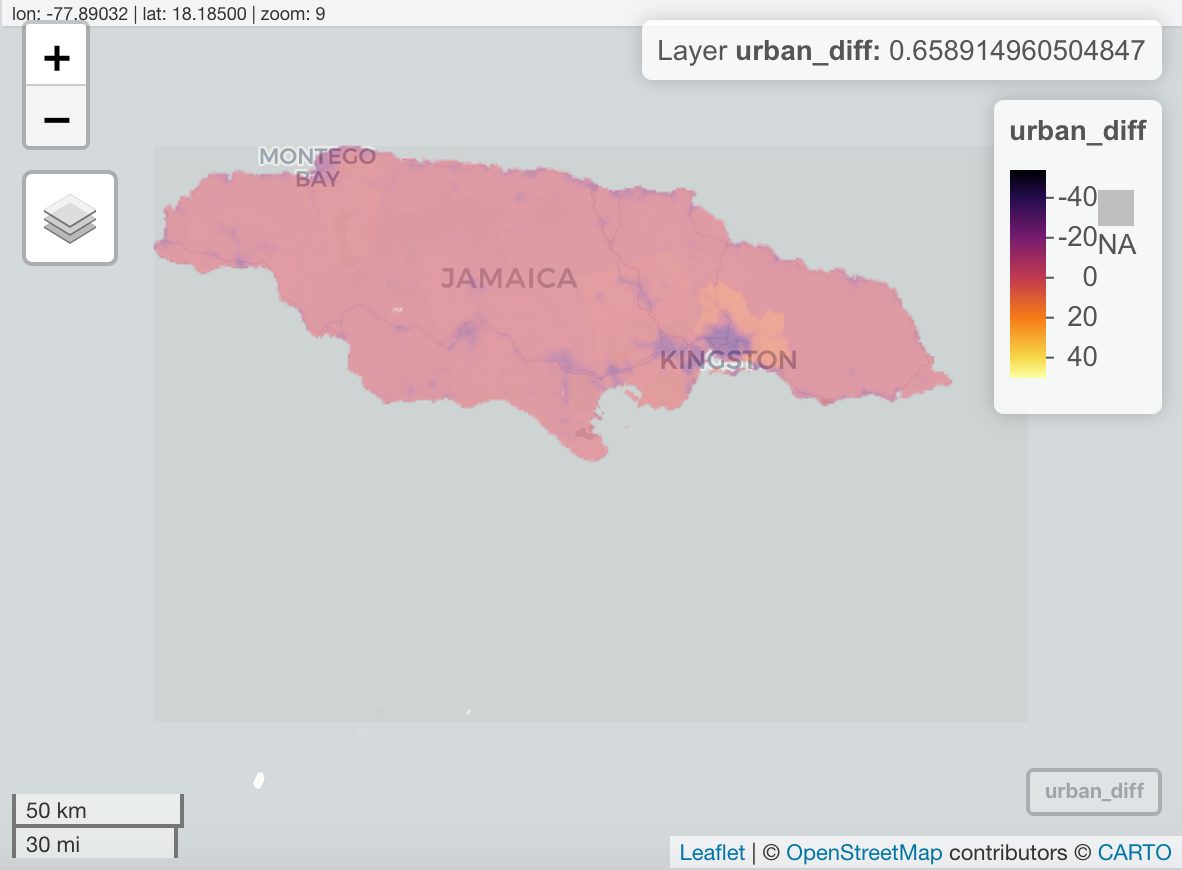 lon: -77.89032 | lat: 18.18500 | zoom: 9
+
−
Layer urban_diff: 0.658914960504847
urban_diff
-40
-20
NA
0
20
40
MONTEGO
BAY
JAMAICA
KINGSTON
urban_diff
50 km
30 mi
Leaflet | © OpenStreetMap contributors © CARTO